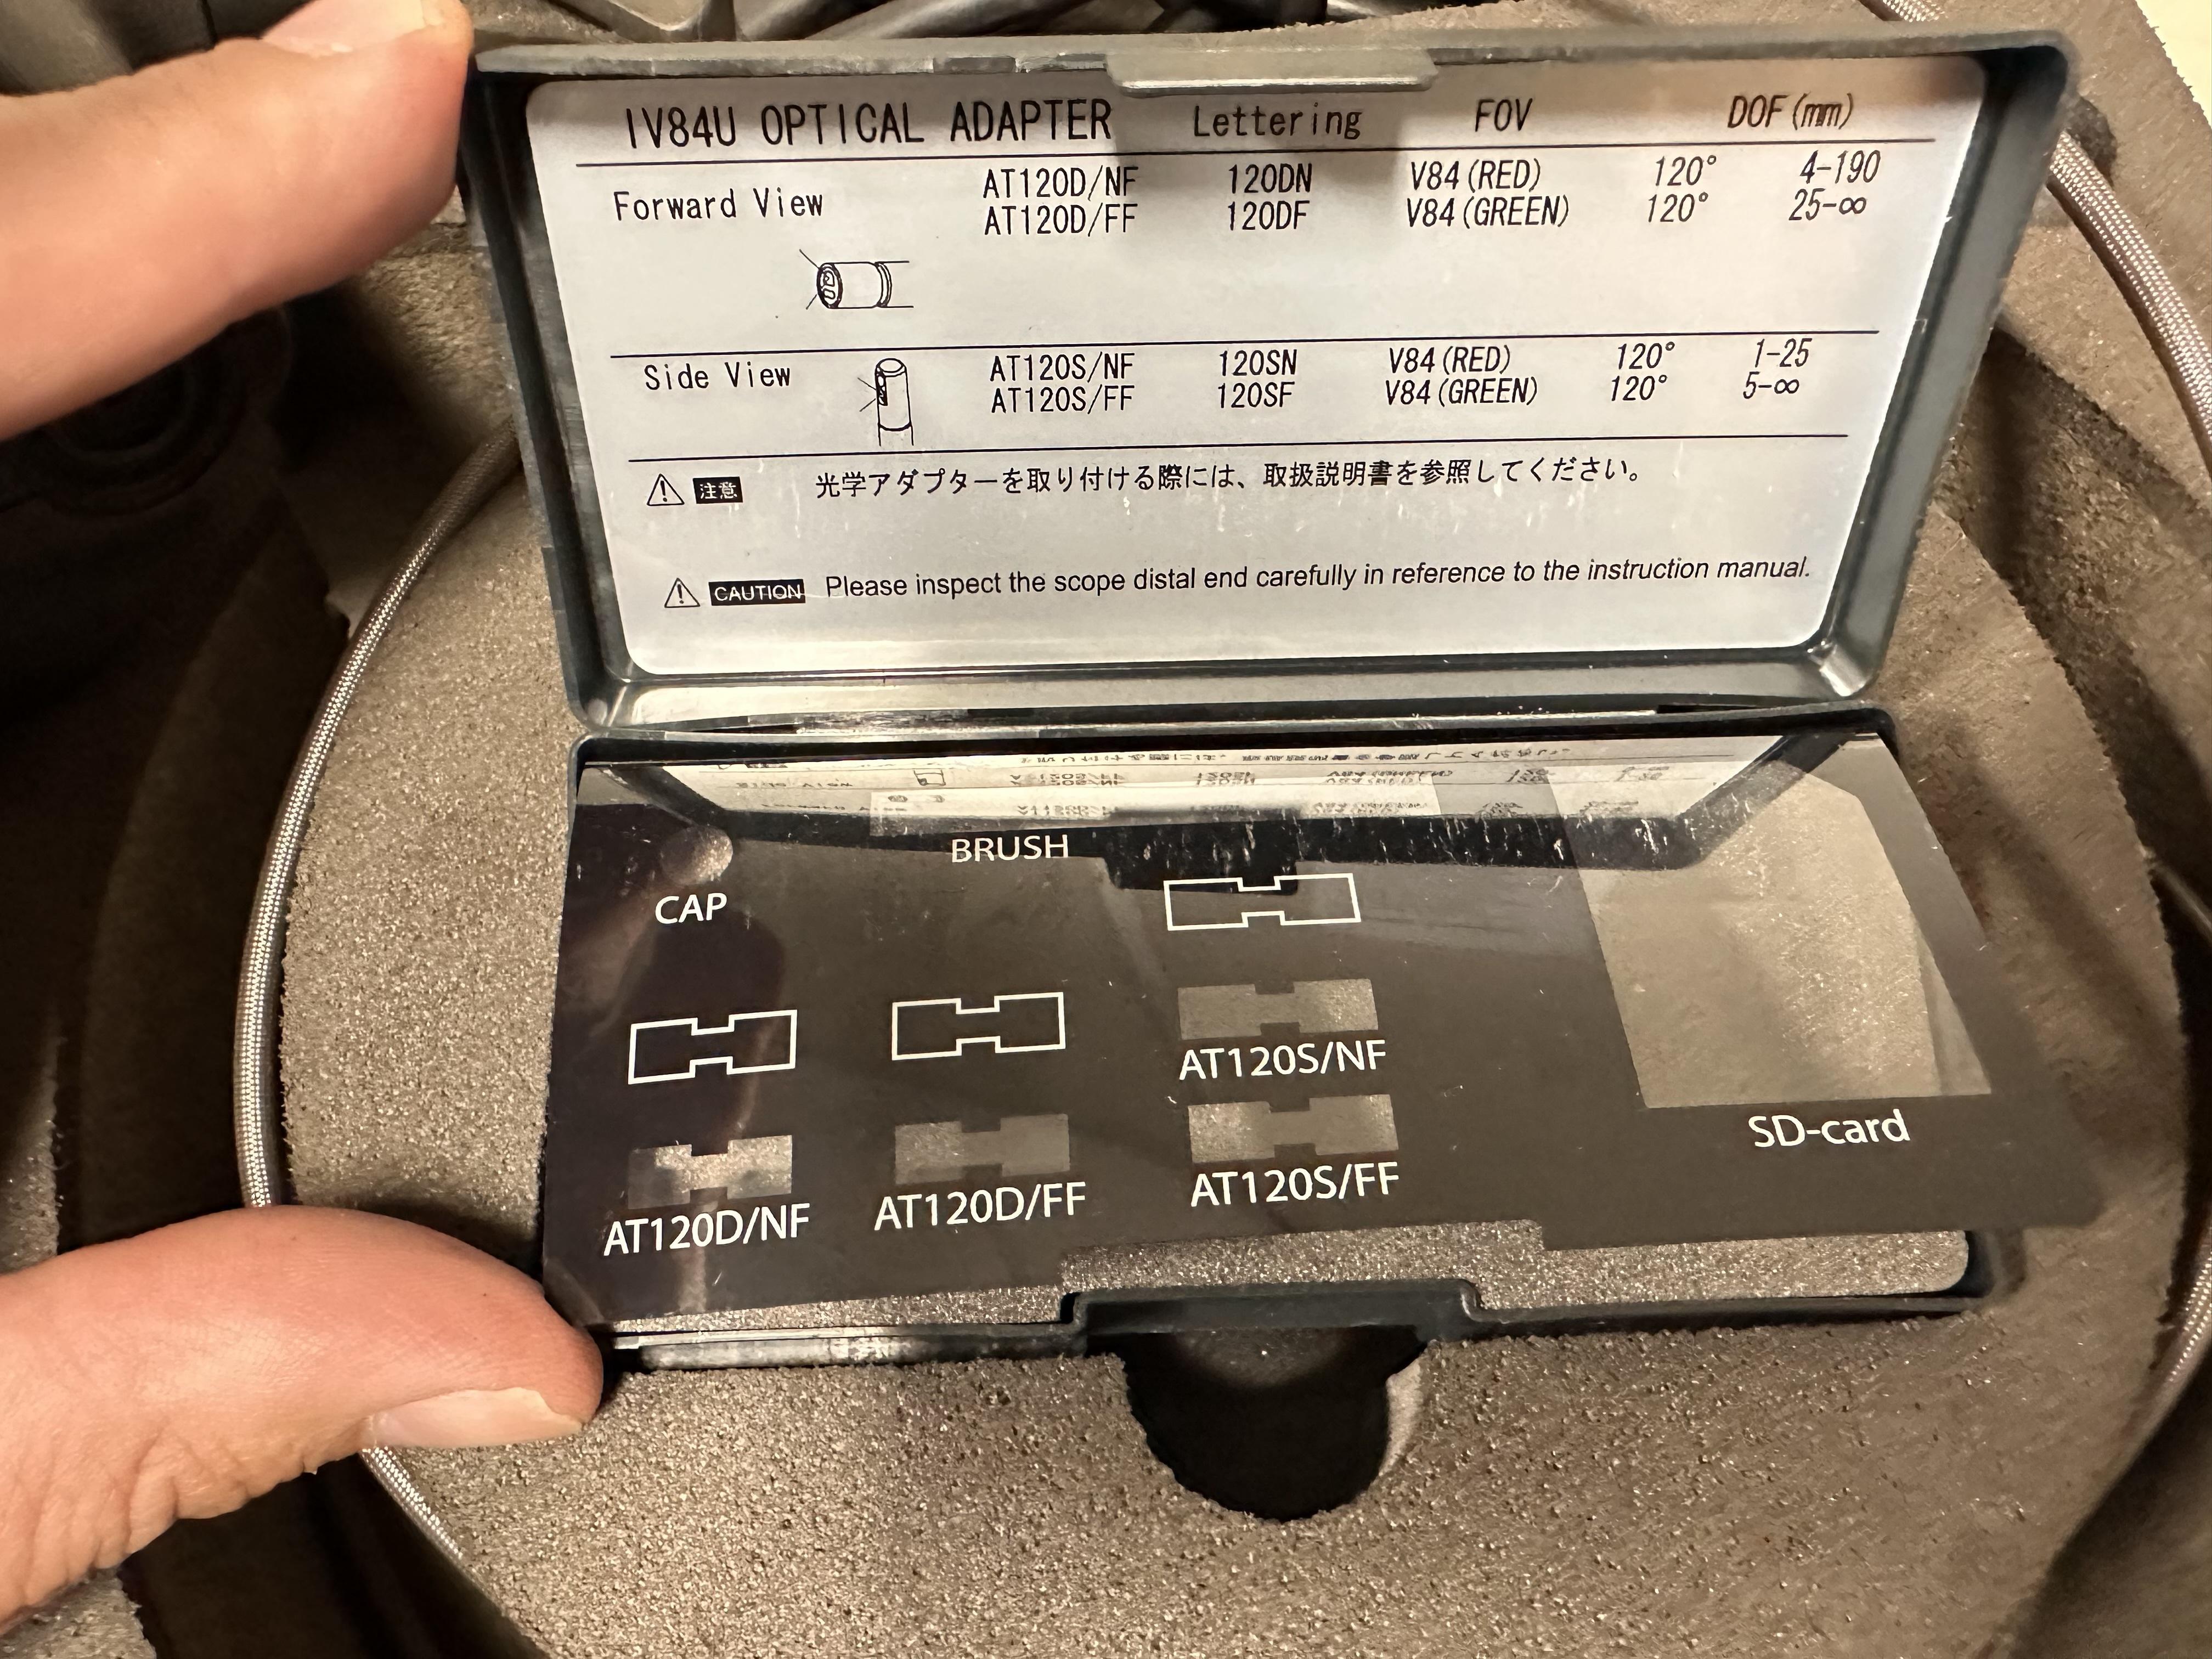 IV84U OPTICAL ADAPTER Lettering FOV DOF(mm)
Forward View AT120D/NF 120DN V84(RED) 120° 4-190
AT120D/FF 120DF V84(GREEN) 120° 25-∞
Side View AT120S/NF 120SN V84(RED) 120° 1-25
AT120S/FF 120SF V84(GREEN) 120° 5-∞
注意 光学アダプターを取り付ける際には、取扱説明書を参照してください。
CAUTION Please inspect the scope distal end carefully in reference to the instruction manual.
BRUSH
CAP
AT120S/NF
SD-card
AT120D/NF AT120D/FF AT120S/FF